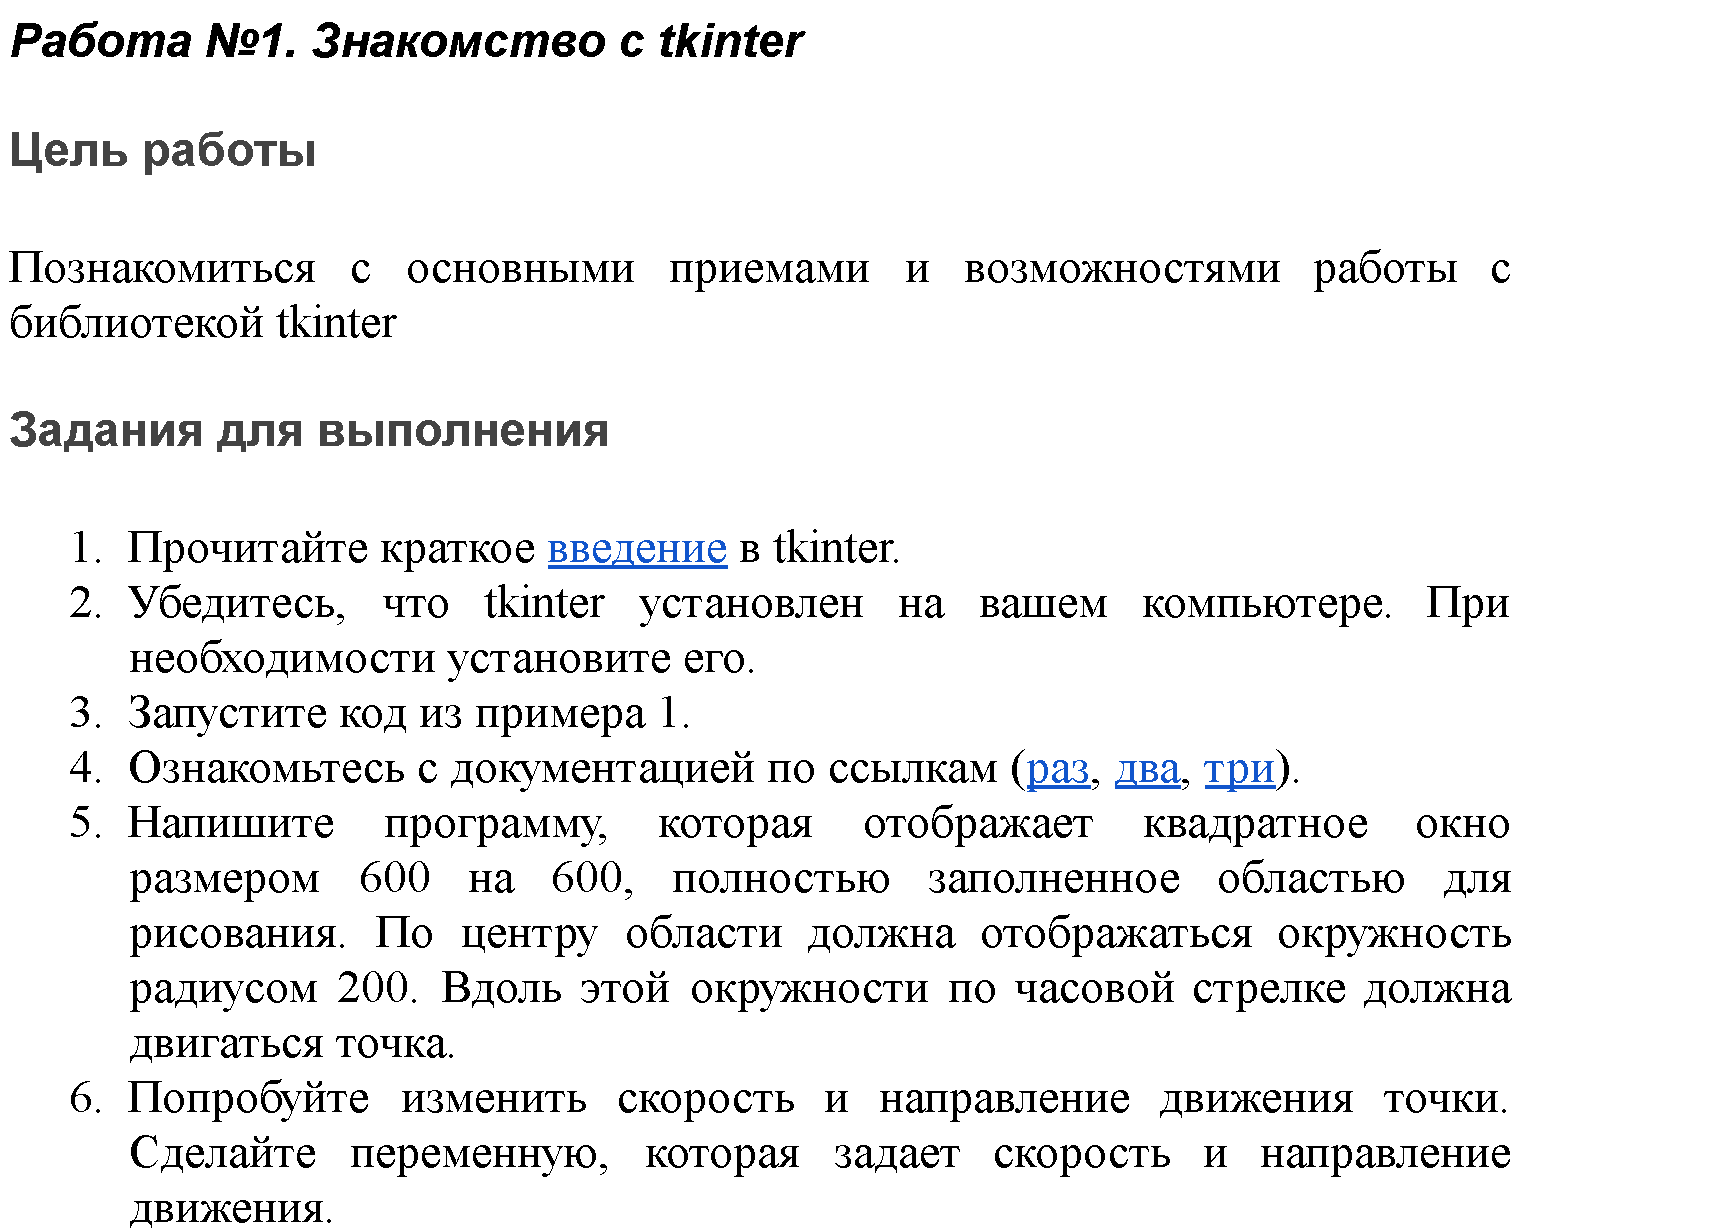 Работа №1. Знакомство с tkinter
Цель работы
Познакомиться с основными приемами и возможностями работы с
библиотекой tkinter
Задания для выполнения
1. Прочитайте краткое введение в tkinter.
2. Убедитесь, что tkinter установлен на вашем компьютере. При
необходимости установите его.
3. Запустите код из примера 1.
4. Ознакомьтесь с документацией по ссылкам (раз, два, три).
5. Напишите программу, которая отображает квадратное окно
размером 600 на 600, полностью заполненное областью для
рисования. По центру области должна отображаться окружность
радиусом 200. Вдоль этой окружности по часовой стрелке должна
двигаться точка.
6. Попробуйте изменить скорость и направление движения точки.
Сделайте переменную, которая задает скорость и направление
движения.